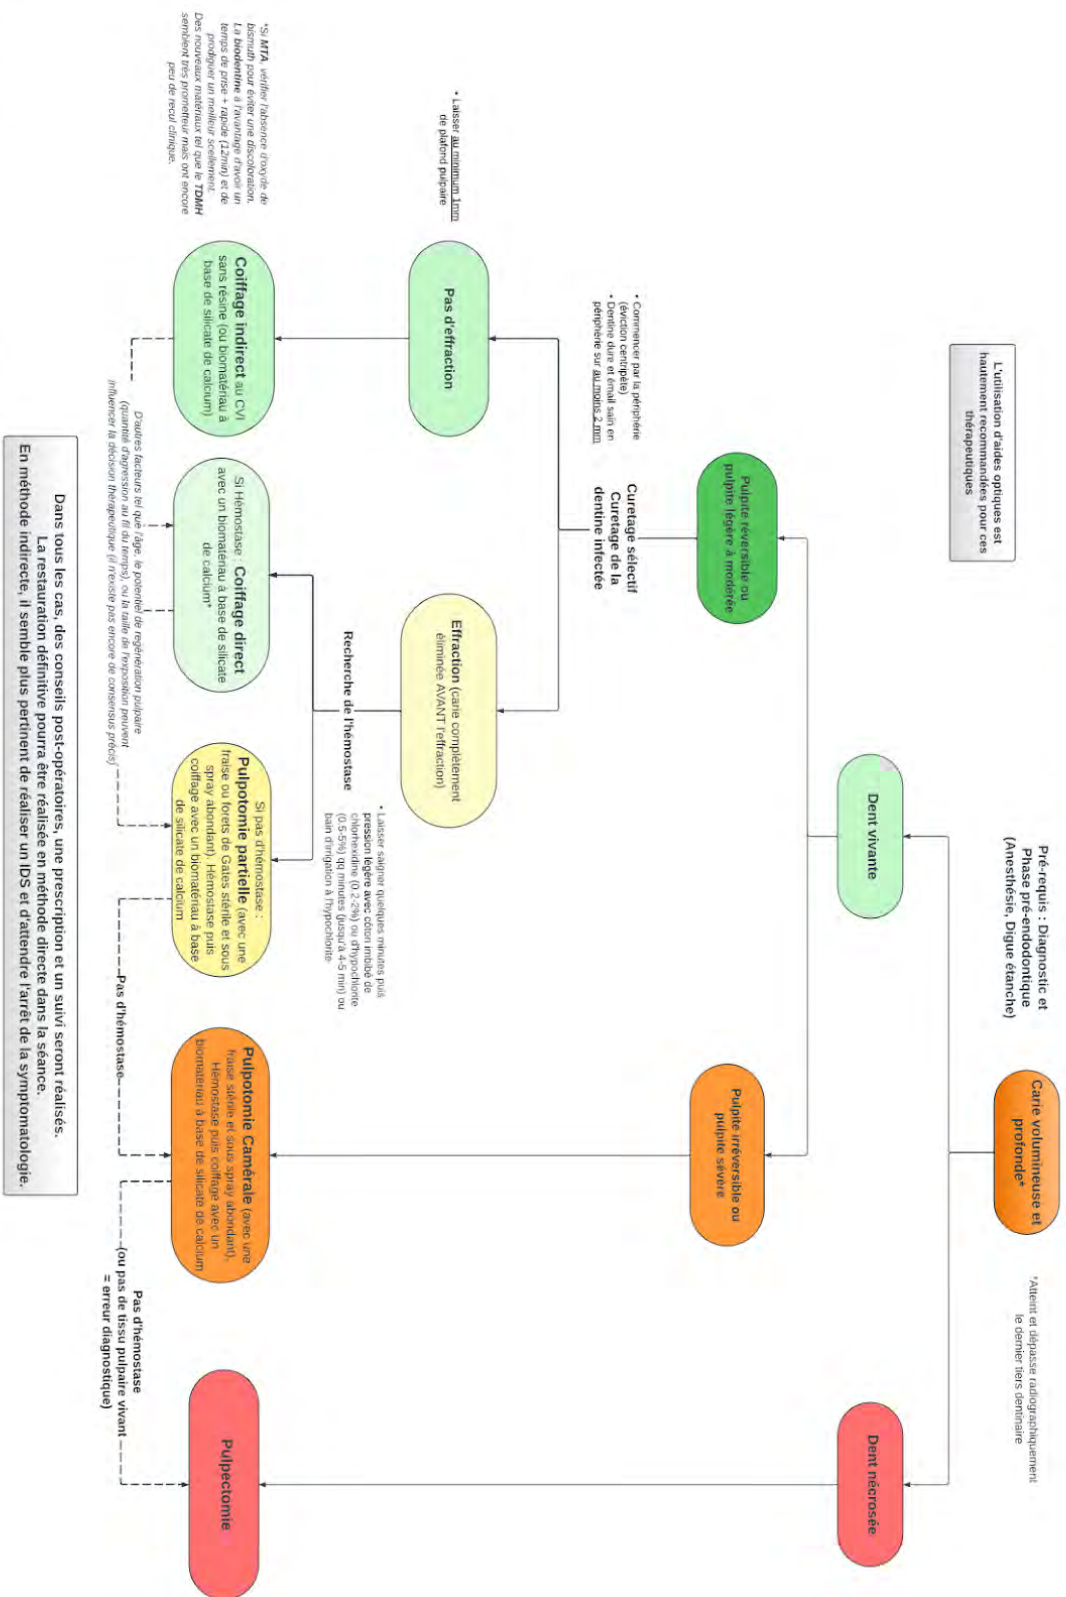 Pré-requis : Diagnostic et
Phase pré-endodontique
(Anesthésie, Digue étanche)
Carie volumineuse et
profonde*
*Atteint et dépasse radiographiquement
le dernier tiers dentinaire
L'utilisation d'aides optiques est
hautement recommandées pour ces
thérapeutiques
Dent vivante
Dent nécrosée
Pulpite réversible ou
pulpite légère à modérée
Pulpite irréversible ou
pulpite sévère
• Commencer par la périphérie
(éviction centripète)
• Dentine dure et émail sain en
périphérie sur au moins 2 mm
Curetage sélectif
Curetage de la
dentine infectée
• Laisser au minimum 1mm
de plafond pulpaire
Pas d'effraction
Effraction (carie complètement
éliminée AVANT l'effraction)
Recherche de l'hémostase
• Laisser saigner quelques minutes puis
pression légère avec côton imbibé de
chlorhexidine (0.2-2%) ou d'hypochlorite
(0.5-5%) qq minutes (jusqu'à 4-5 min) ou
bain d'irrigation à l'hypochlorite
*Si MTA, vérifier l'absence d'oxyde de
bismuth pour éviter une discoloration.
La biodentine à l'avantage d'avoir un
temps de prise + rapide (12min) et de
prodiguer un meilleur scellement.
Des nouveaux matériaux tel que le TDMH
semblent très prometteur mais ont encore
peu de recul clinique.
Coiffage indirect au CVI
sans résine (ou biomatériau à
base de silicate de calcium)
Si Hémostase : Coiffage direct
avec un biomatériau à base de silicate
de calcium*
Si pas d'hémostase :
Pulpotomie partielle (avec une
fraise ou forets de Gates stérile et sous
spray abondant). Hémostase puis
coiffage avec un biomatériau à base
de silicate de calcium
Pulpotomie Camérale (avec une
fraise stérile et sous spray abondant).
Hémostase puis coiffage avec un
biomatériau à base de silicate de calcium
Pulpectomie
D'autres facteurs tel que l'âge, le potentiel de regénération pulpaire
(quantité d'agression au fil du temps), ou la taille de l'exposition peuvent
influencer la décision thérapeutique (il n'existe pas encore de consensus précis)
Pas d'hémostase
Pas d'hémostase
(ou pas de tissu pulpaire vivant
= erreur diagnostique)
Dans tous les cas, des conseils post-opératoires, une prescription et un suivi seront réalisés.
La restauration définitive pourra être réalisée en méthode directe dans la séance.
En méthode indirecte, il semble plus pertinent de réaliser un IDS et d'attendre l'arrêt de la symptomatologie.